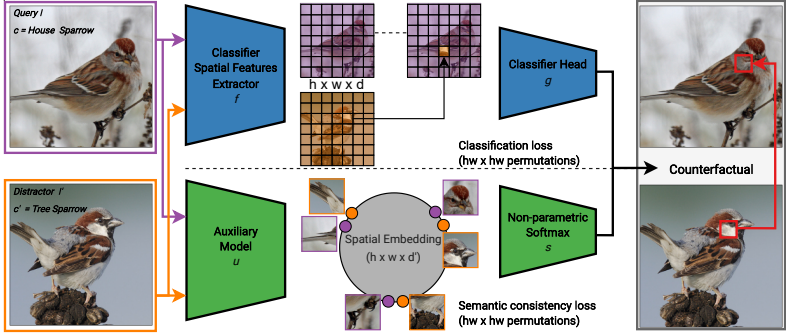 Query I
c = House Sparrow
Classifier
Spatial Features
Extractor
f
h x w x d
Classifier Head
g
Classification loss
(hw x hw permutations)
Counterfactual
Distractor I'
c' = Tree Sparrow
Auxiliary
Model
u
Spatial Embedding
(h x w x d')
Non-parametric
Softmax
s
Semantic consistency loss
(hw x hw permutations)